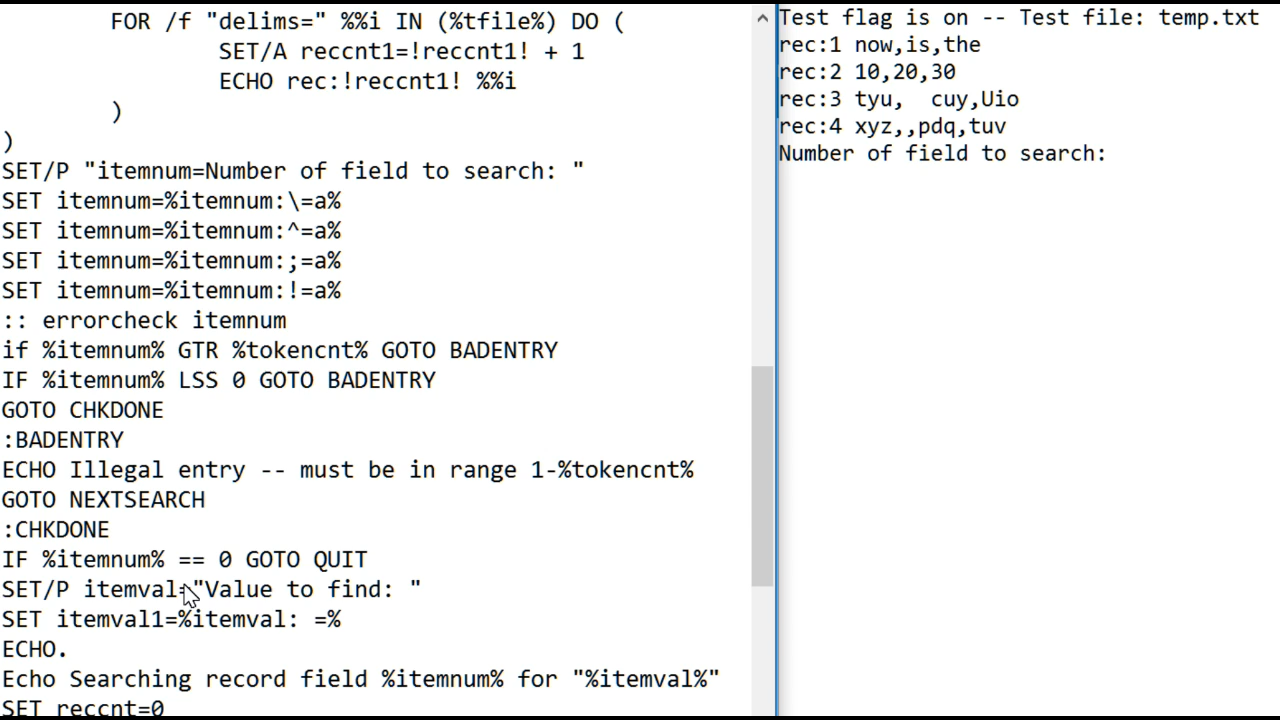 FOR /f "delims=" %%i IN (%tfile%) DO (
SET/A reccnt1=!reccnt1! + 1
ECHO rec:!reccnt1! %%i
)
)
SET/P "itemnum=Number of field to search: "
SET itemnum=%itemnum:\=a%
SET itemnum=%itemnum:^=a%
SET itemnum=%itemnum:;=a%
SET itemnum=%itemnum:!=a%
:: errorcheck itemnum
if %itemnum% GTR %tokencnt% GOTO BADENTRY
IF %itemnum% LSS 0 GOTO BADENTRY
GOTO CHKDONE
:BADENTRY
ECHO Illegal entry -- must be in range 1-%tokencnt%
GOTO NEXTSEARCH
:CHKDONE
IF %itemnum% == 0 GOTO QUIT
SET/P itemval="Value to find: "
SET itemval1=%itemval: =%
ECHO.
Echo Searching record field %itemnum% for "%itemval%"
SET reccnt=0
Test flag is on -- Test file: temp.txt
rec:1 now,is,the
rec:2 10,20,30
rec:3 tyu,  cuy,Uio
rec:4 xyz,,pdq,tuv
Number of field to search: